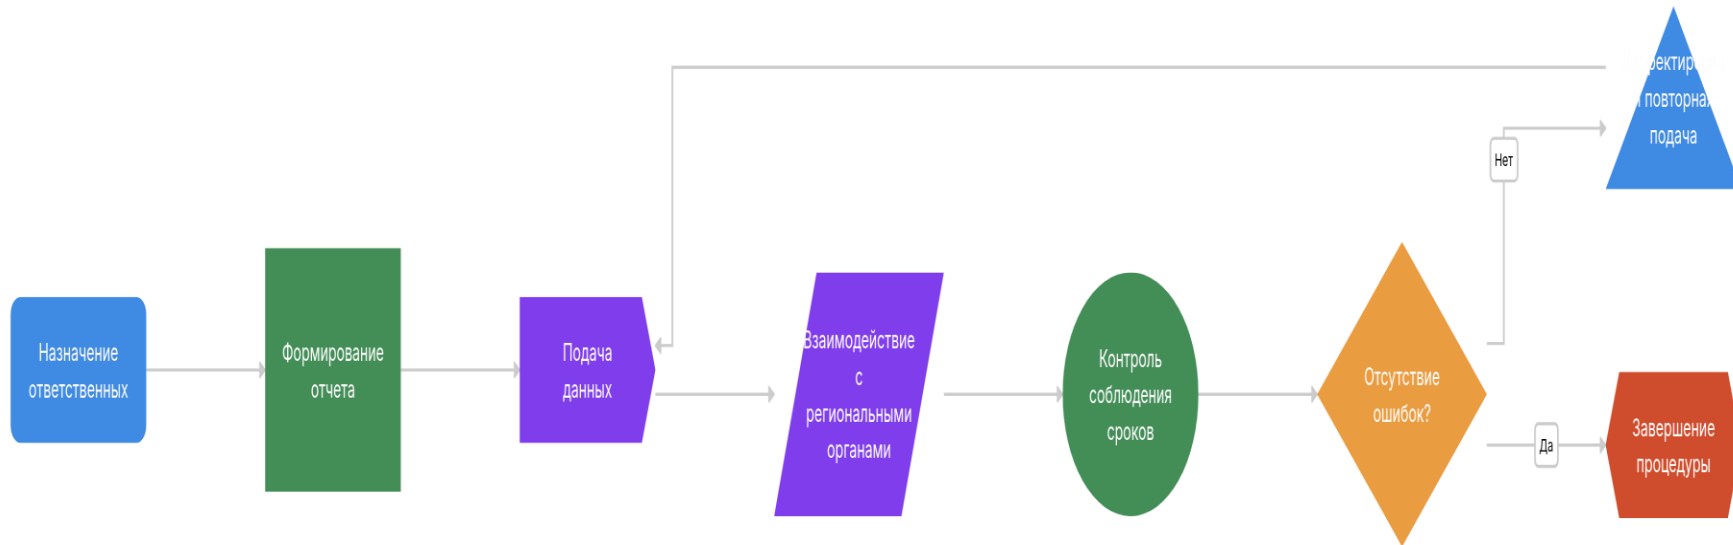 Назначение
ответственных
Формирование
отчета
Подача
данных
Взаимодействие
с
региональными
органами
Контроль
соблюдения
сроков
Отсутствие
ошибок?
Нет
повторная
подача
Да
Завершение
процедуры